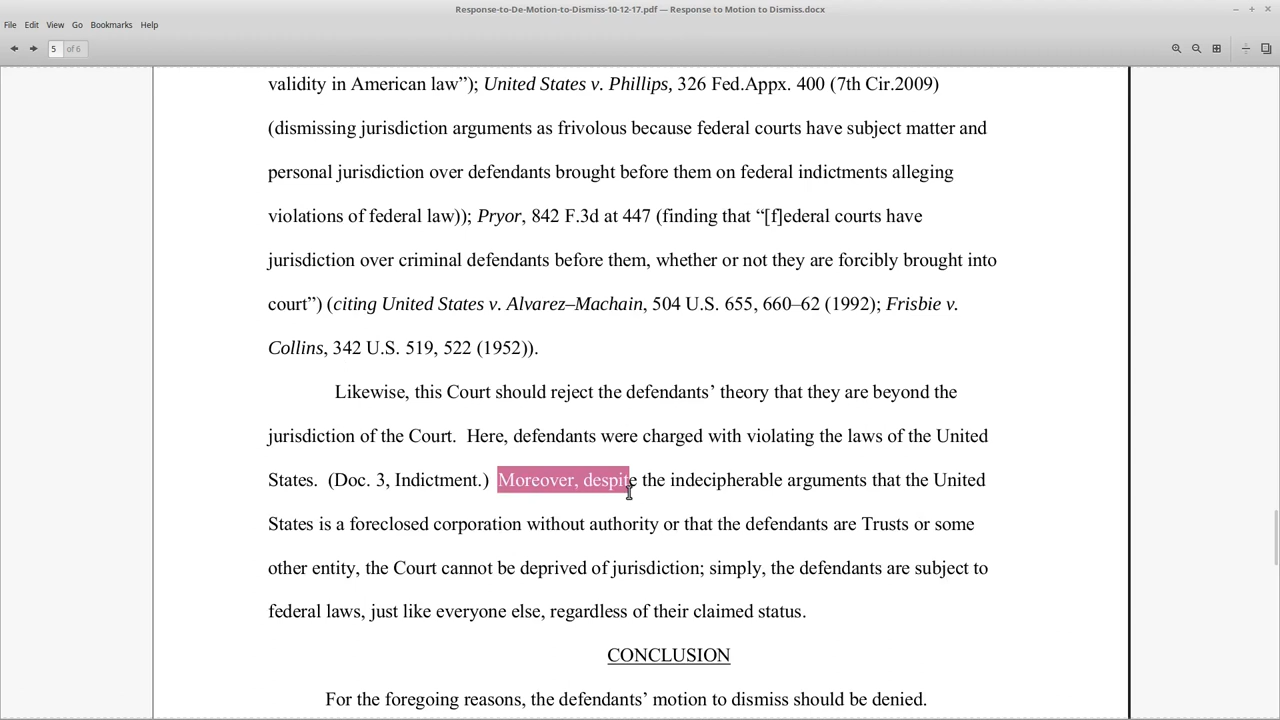 Response-to-De-Motion-to-Dismiss-10-12-17.pdf — Response to Motion to Dismiss.docx
File Edit View Go Bookmarks Help
5 of 6
validity in American law”); United States v. Phillips, 326 Fed.Appx. 400 (7th Cir.2009)
(dismissing jurisdiction arguments as frivolous because federal courts have subject matter and
personal jurisdiction over defendants brought before them on federal indictments alleging
violations of federal law)); Pryor, 842 F.3d at 447 (finding that “[f]ederal courts have
jurisdiction over criminal defendants before them, whether or not they are forcibly brought into
court”) (citing United States v. Alvarez–Machain, 504 U.S. 655, 660–62 (1992); Frisbie v.
Collins, 342 U.S. 519, 522 (1952)).
Likewise, this Court should reject the defendants’ theory that they are beyond the
jurisdiction of the Court.  Here, defendants were charged with violating the laws of the United
States.  (Doc. 3, Indictment.)  Moreover, despite the indecipherable arguments that the United
States is a foreclosed corporation without authority or that the defendants are Trusts or some
other entity, the Court cannot be deprived of jurisdiction; simply, the defendants are subject to
federal laws, just like everyone else, regardless of their claimed status.
CONCLUSION
For the foregoing reasons, the defendants’ motion to dismiss should be denied.